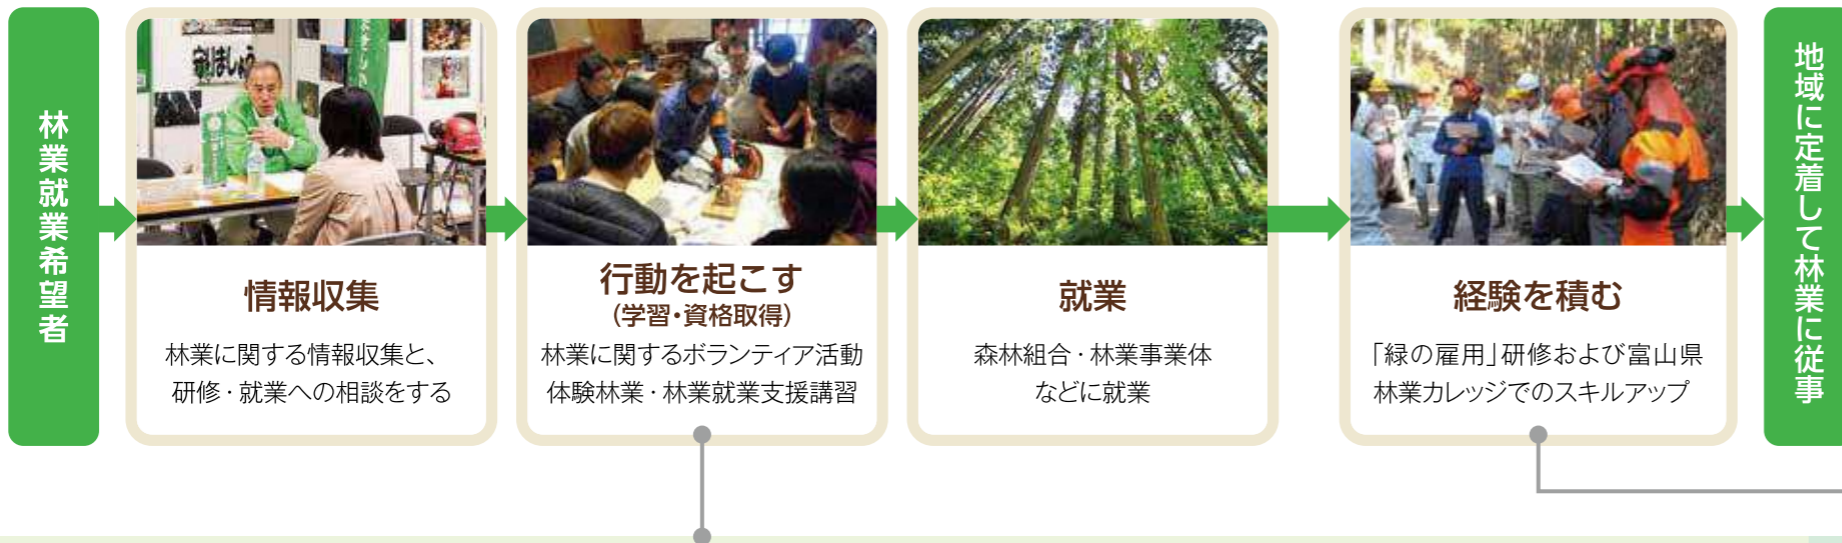 林業就業希望者
情報収集
林業に関する情報収集と、
研修・就業への相談をする
行動を起こす
(学習・資格取得)
林業に関するボランティア活動
体験林業・林業就業支援講習
就業
森林組合・林業事業体
などに就業
経験を積む
「緑の雇用」研修および富山県
林業カレッジでのスキルアップ
地域に定着して林業に従事